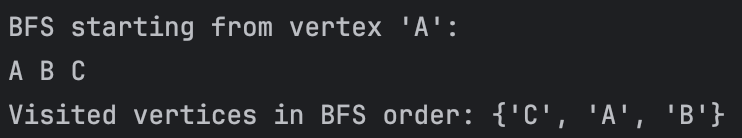 BFS starting from vertex 'A':
A B C
Visited vertices in BFS order: {'C', 'A', 'B'}